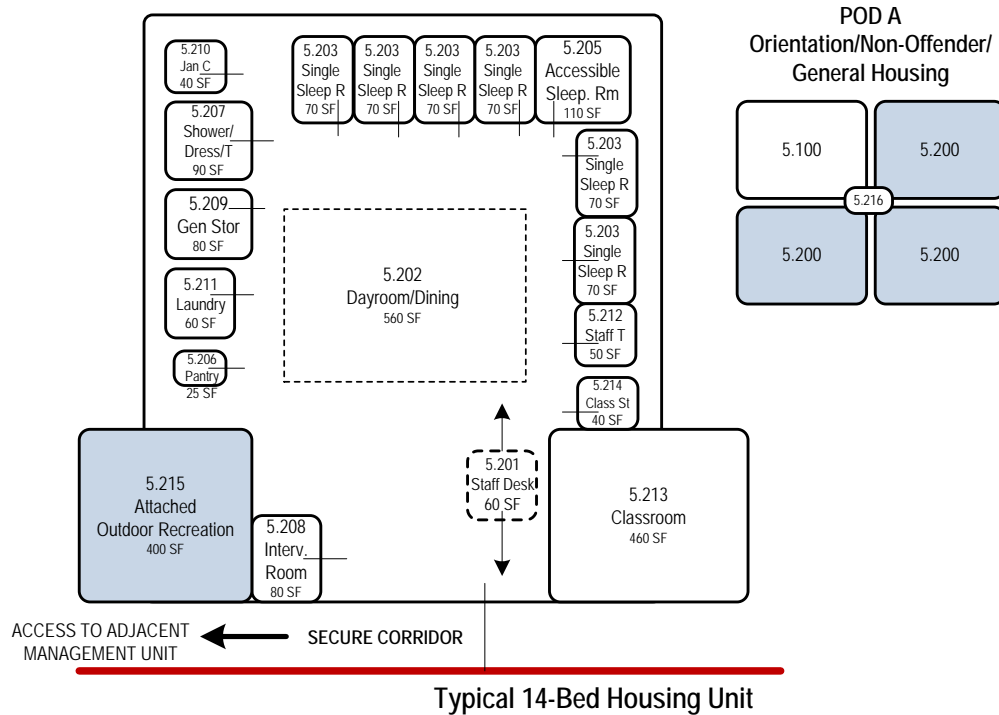 5.210
Jan C
40 SF
5.207
Shower/
Dress/T
90 SF
5.209
Gen Stor
80 SF
5.211
Laundry
60 SF
5.206
Pantry
25 SF
5.203
Single
Sleep R
70 SF
5.203
Single
Sleep R
70 SF
5.203
Single
Sleep R
70 SF
5.203
Single
Sleep R
70 SF
5.205
Accessible
Sleep. Rm
110 SF
5.203
Single
Sleep R
70 SF
5.203
Single
Sleep R
70 SF
5.212
Staff T
50 SF
5.214
Class St
40 SF
5.202
Dayroom/Dining
560 SF
5.215
Attached
Outdoor Recreation
400 SF
5.208
Interv.
Room
80 SF
5.201
Staff Desk
60 SF
5.213
Classroom
460 SF
ACCESS TO ADJACENT
MANAGEMENT UNIT
SECURE CORRIDOR
Typical 14-Bed Housing Unit
POD A
Orientation/Non-Offender/
General Housing
5.100
5.200
5.216
5.200
5.200